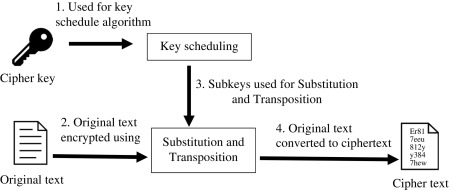 1. Used for key
schedule algorithm
Key scheduling
Cipher key
3. Subkeys used for Substitution
and Transposition
2. Original text
encrypted using
Substitution and
Transposition
4. Original text
converted to ciphertext
Er81
7eeu
812y
y384
7hew
Original text
Cipher text